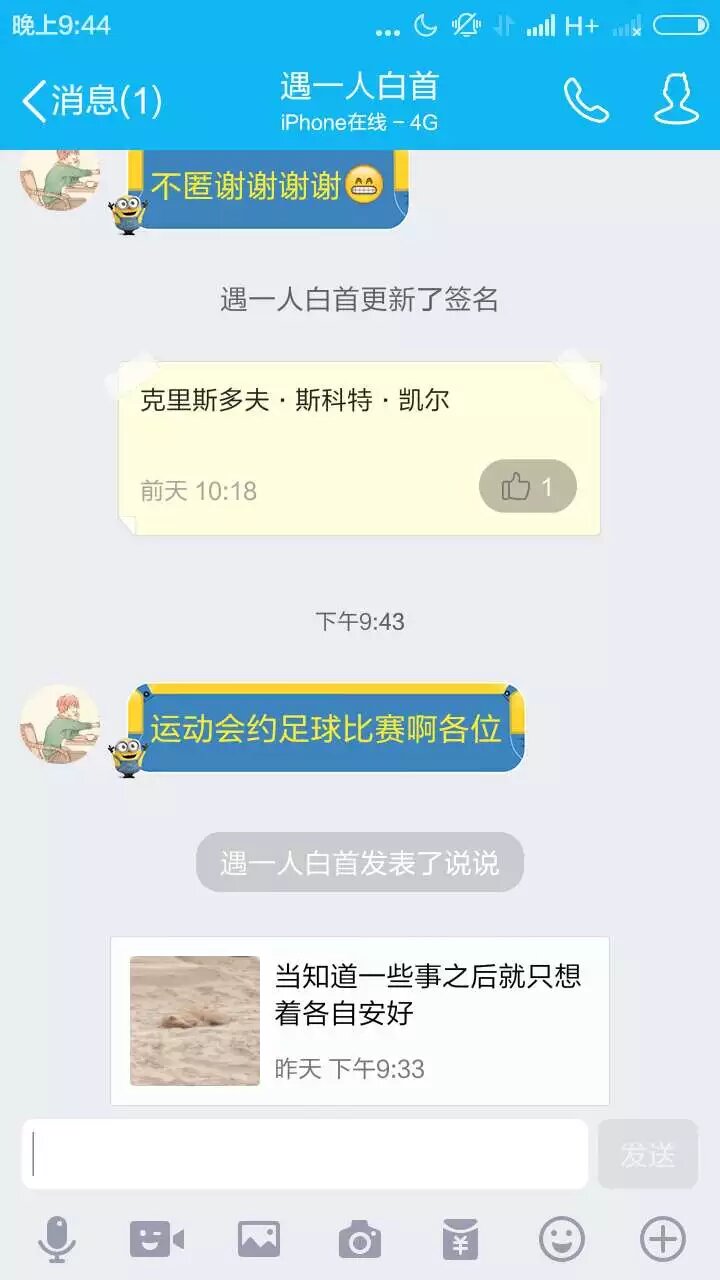 晚上9:44
H+
消息(1)
遇一人白首
iPhone在线 – 4G
不匿谢谢谢谢
遇一人白首更新了签名
克里斯多夫·斯科特·凯尔
前天 10:18
1
下午9:43
运动会约足球比赛啊各位
遇一人白首发表了说说
当知道一些事之后就只想
着各自安好
昨天 下午9:33
发送
¥